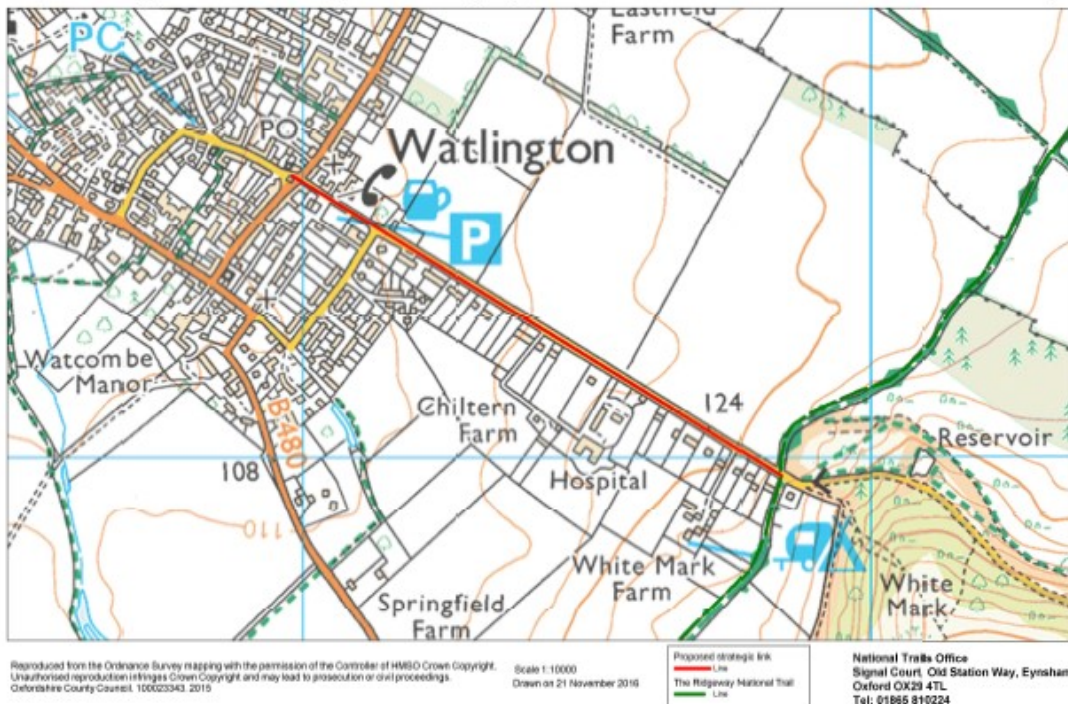 Eastfield
Farm
PC
PO
Watlington
P
Watcombe
Manor
B480
108
110
Chiltern
Farm
124
Reservoir
Hospital
White Mark
Farm
White
Mark
Springfield
Farm
Reproduced from the Ordnance Survey mapping with the permission of the Controller of HMSO Crown Copyright.
Unauthorised reproduction infringes Crown Copyright and may lead to prosecution or civil proceedings.
Oxfordshire County Council. 100023343. 2015
Scale 1:10000
Drawn on 21 November 2016
Proposed strategic link
Line
The Ridgeway National Trail
Line
National Trails Office
Signal Court, Old Station Way, Eynsham
Oxford OX29 4TL
Tel: 01865 810224